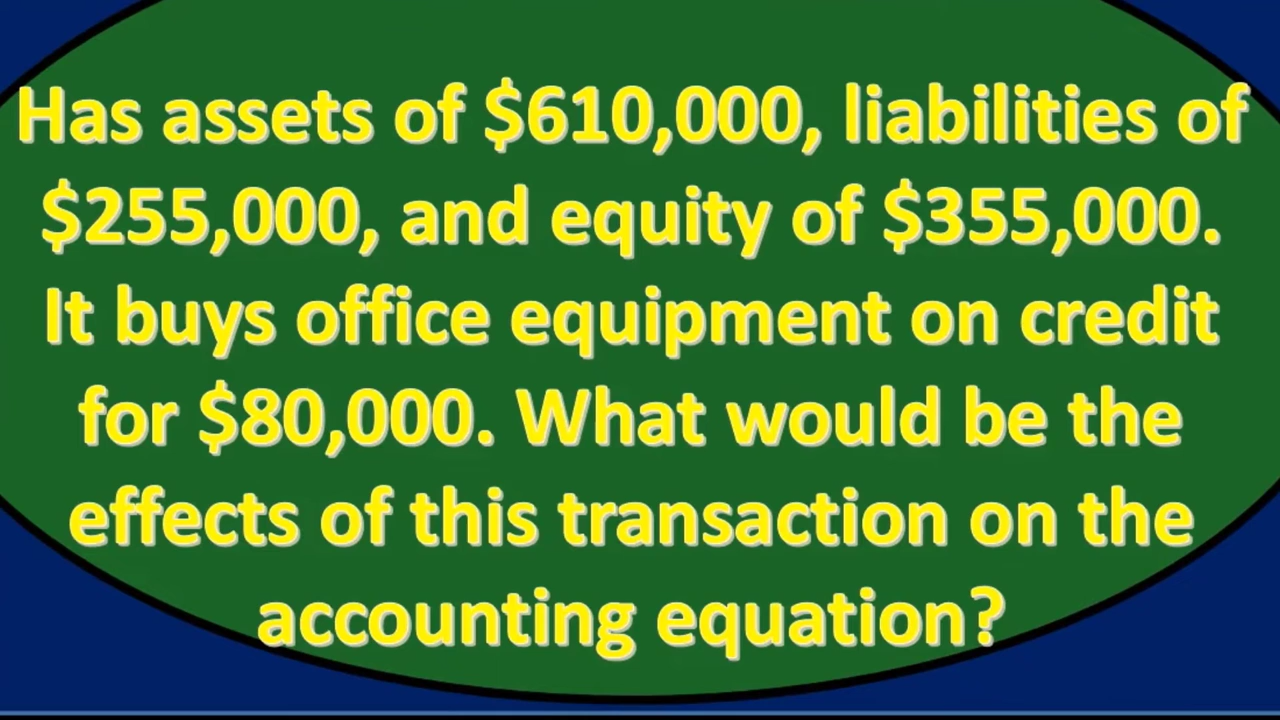 Has assets of $610,000, liabilities of
$255,000, and equity of $355,000.
It buys office equipment on credit
for $80,000. What would be the
effects of this transaction on the
accounting equation?